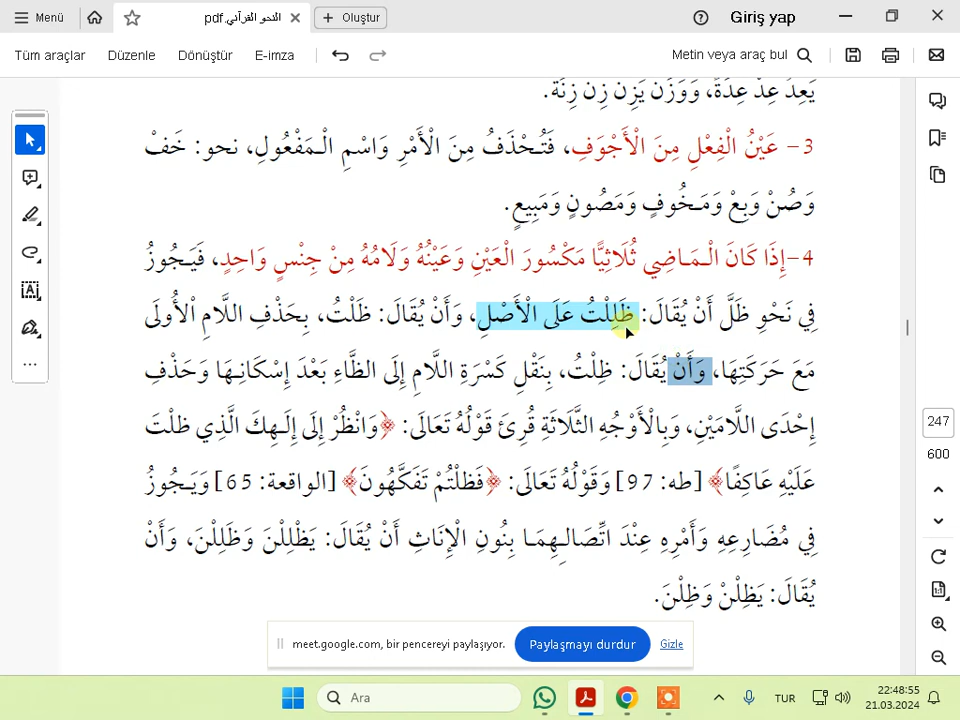 Menü
النحو القرآني.pdf
Oluştur
Giriş yap
Tüm araçlar
Düzenle
Dönüştür
E-imza
Metin veya araç bul
يَعِدُ عِدْ عِدَةً، وَوَزَنَ يَزِن زِن زِنَة.
3- عَيْنُ الْفِعْلِ مِنَ الْأَجْوَفِ، فَتُحْذَفُ مِنَ الْأَمْرِ وَاسْمِ الْمَفْعُولِ، نحو: خَفْ
وَصُنْ وَبِعْ وَمَخُوفٍ وَمَصُونٍ وَمَبِيعٍ.
4-إِذَا كَانَ الْمَاضِي ثُلَاثِيًّا مَكْسُورَ الْعَيْنِ وَعَيْنُهُ وَلَامُهُ مِنْ جِنْسٍ وَاحِدٍ، فَيَجُوزُ
فِي نَحْوِ ظَلَّ أَنْ يُقَالَ: ظَلِلْتُ عَلَى الْأَصْلِ، وَأَنْ يُقَالَ: ظَلْتُ، بِحَذْفِ اللَّامِ الْأُولَى
مَعَ حَرَكَتِهَا، وَأَنْ يُقَالَ: ظِلْتُ، بِنَقْلِ كَسْرَةِ اللَّامِ إِلَى الظَّاءِ بَعْدَ إِسْكَانِهَا وَحَذْفِ
إِحْدَى اللَّامَيْنِ، وَبِالْأَوْجُهِ الثَّلَاثَةِ قُرِئَ قَوْلُهُ تَعَالَى: ﴿وَانْظُرْ إِلَى إِلَهِكَ الَّذِي ظلْتَ
عَلَيْهِ عَاكِفًا﴾ [طه: 97] وَقَوْلُهُ تَعَالَى: ﴿فَظلْتُمْ تَفَكَّهُونَ﴾ [الواقعة: 65] وَيَجُوزُ
فِي مُضَارِعِهِ وَأَمْرِهِ عِنْدَ اتِّصَالِهِمَا بِنُونِ الْإِنَاثِ أَنْ يُقَالَ: يَظْلِلْنَ وَظَلِلْنَ، وَأَنْ
يُقَالَ: يَظِلْنْ وَظِلْنَ.
247
600
meet.google.com, bir pencereyi paylaşıyor.
Paylaşmayı durdur
Gizle
Ara
TUR
22:48:55
21.03.2024